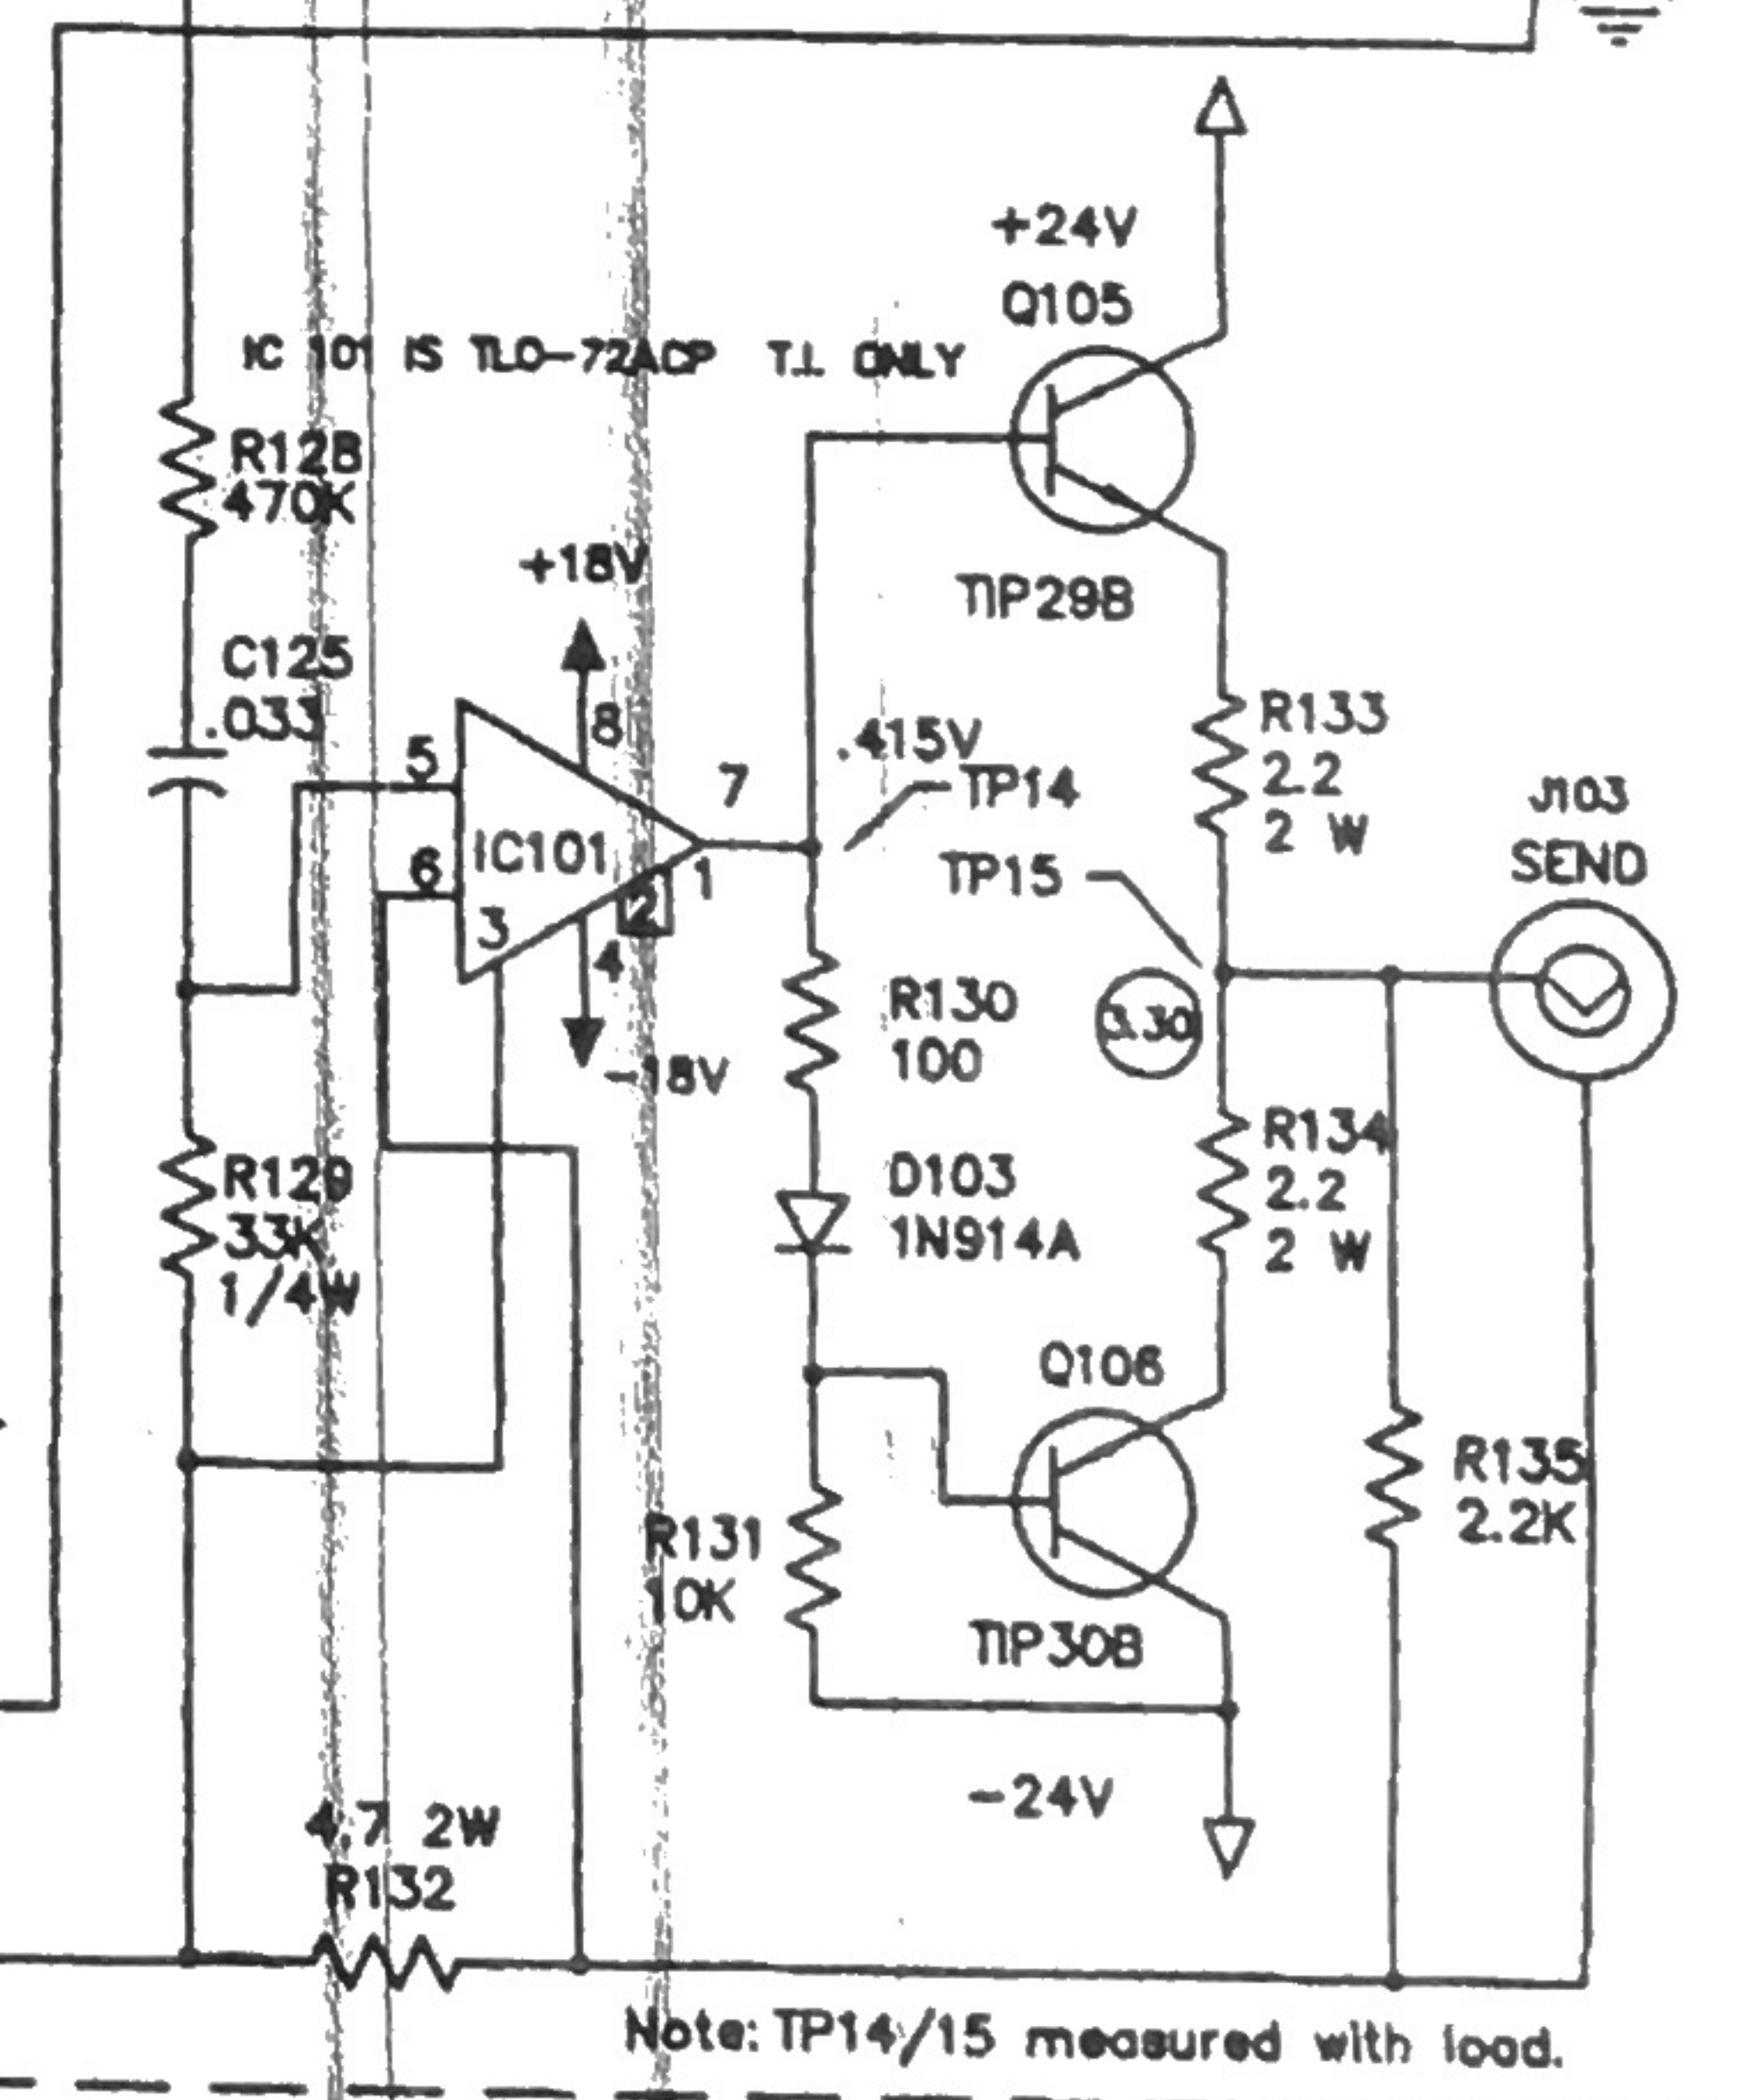 +24V
Q105
IC 101 IS TLO-72ACP T.I. ONLY
R128
470K
+18V
TIP29B
C125
.033
8
5
7
.415V
TP14
R133
2.2
2 W
J103
SEND
IC101
6
1
TP15
2
3
4
R130
100
3.30
-18V
R134
2.2
2 W
R129
33K
1/4W
D103
1N914A
Q106
R135
2.2K
R131
10K
TIP30B
-24V
4.7 2W
R132
Note: TP14/15 measured with load.